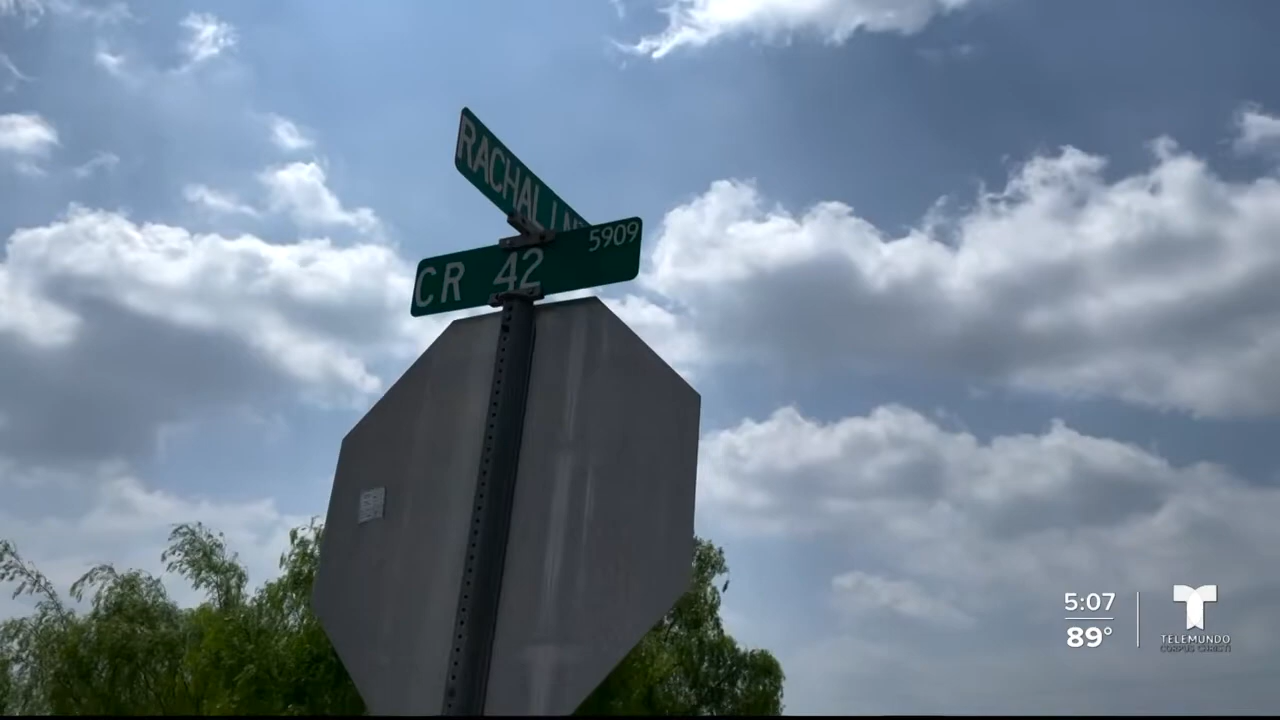 RACHAL LN
5909
CR 42
5:07
89°
TELEMUNDO
CORPUS CHRISTI